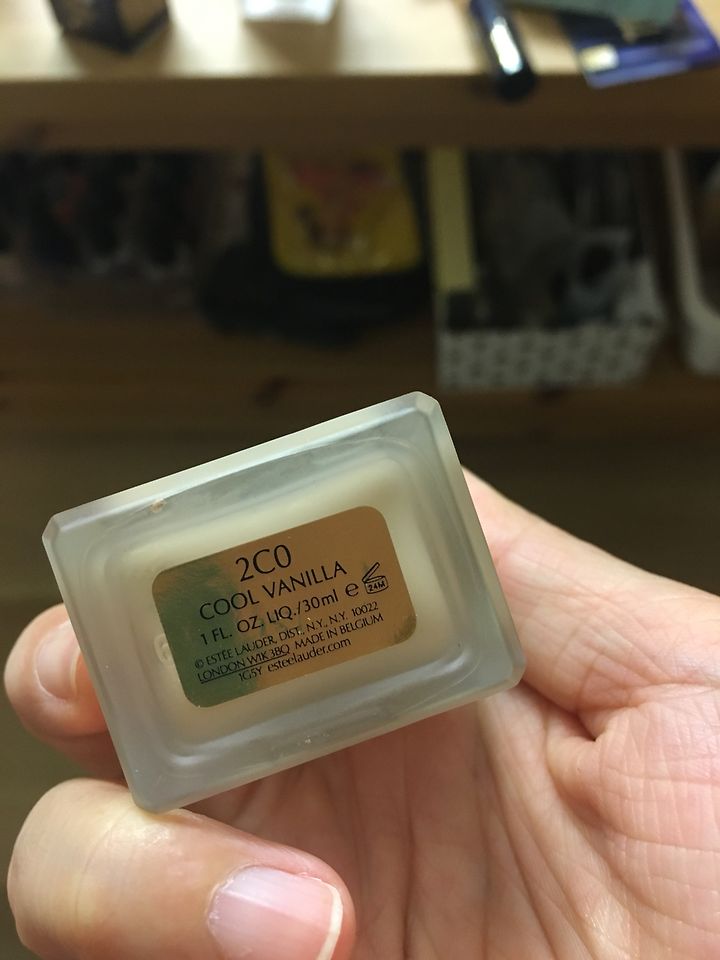 2C0
COOL VANILLA
1 FL. OZ. LIQ./30ml ℮ 24M
© ESTĒE LAUDER, DIST. N.Y., N.Y. 10022
LONDON W1K 3BQ MADE IN BELGIUM
1G5Y esteelauder.com